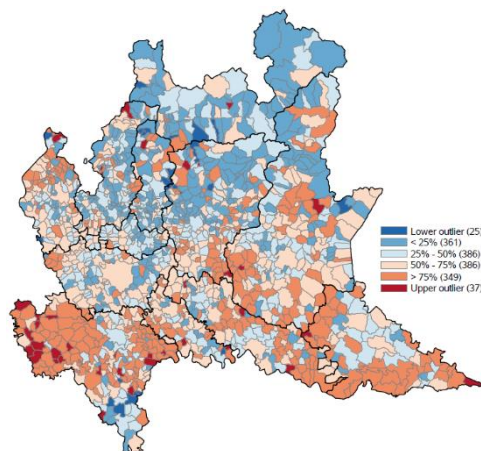 Lower outlier (25)
< 25% (361)
25% - 50% (386)
50% - 75% (386)
> 75% (349)
Upper outlier (37)